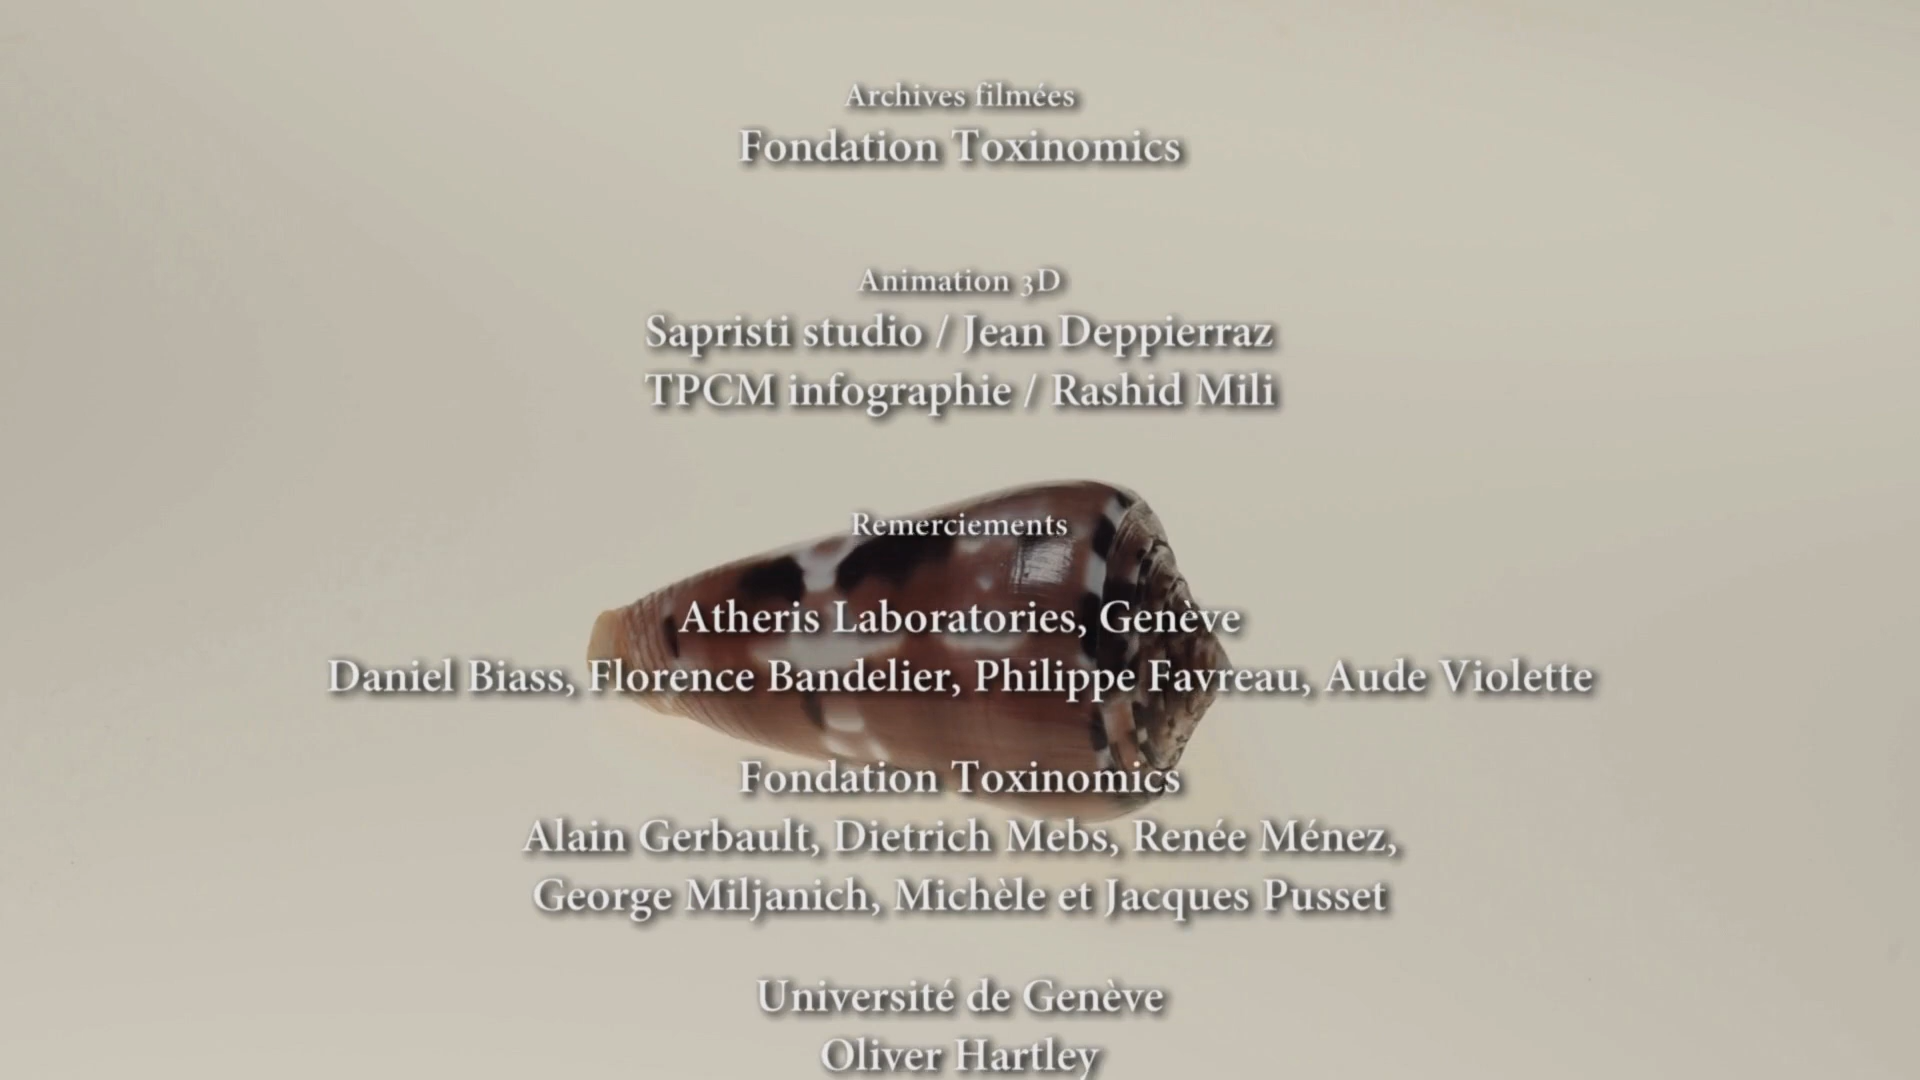 Archives filmées
Fondation Toxinomics
Animation 3D
Sapristi studio / Jean Deppierraz
TPCM infographie / Rashid Mili
Remerciements
Atheris Laboratories, Genève
Daniel Biass, Florence Bandelier, Philippe Favreau, Aude Violette
Fondation Toxinomics
Alain Gerbault, Dietrich Mebs, Renée Ménez,
George Miljanich, Michèle et Jacques Pusset
Université de Genève
Oliver Hartley